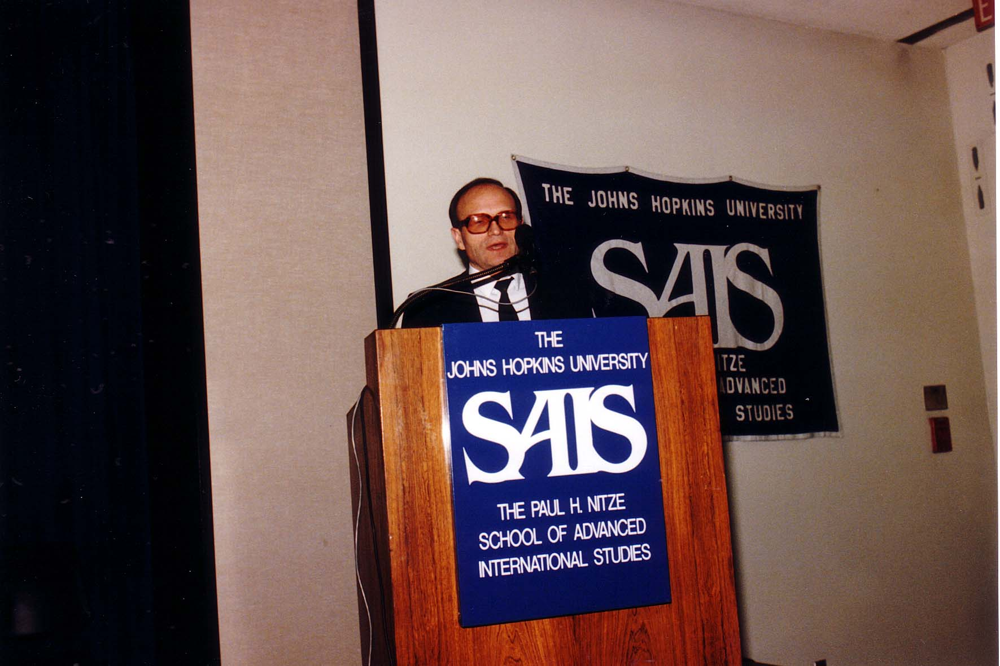 E
THE JOHNS HOPKINS UNIVERSITY
SAIS
NITZE
ADVANCED
STUDIES
THE
JOHNS HOPKINS UNIVERSITY
SAIS
THE PAUL H. NITZE
SCHOOL OF ADVANCED
INTERNATIONAL STUDIES